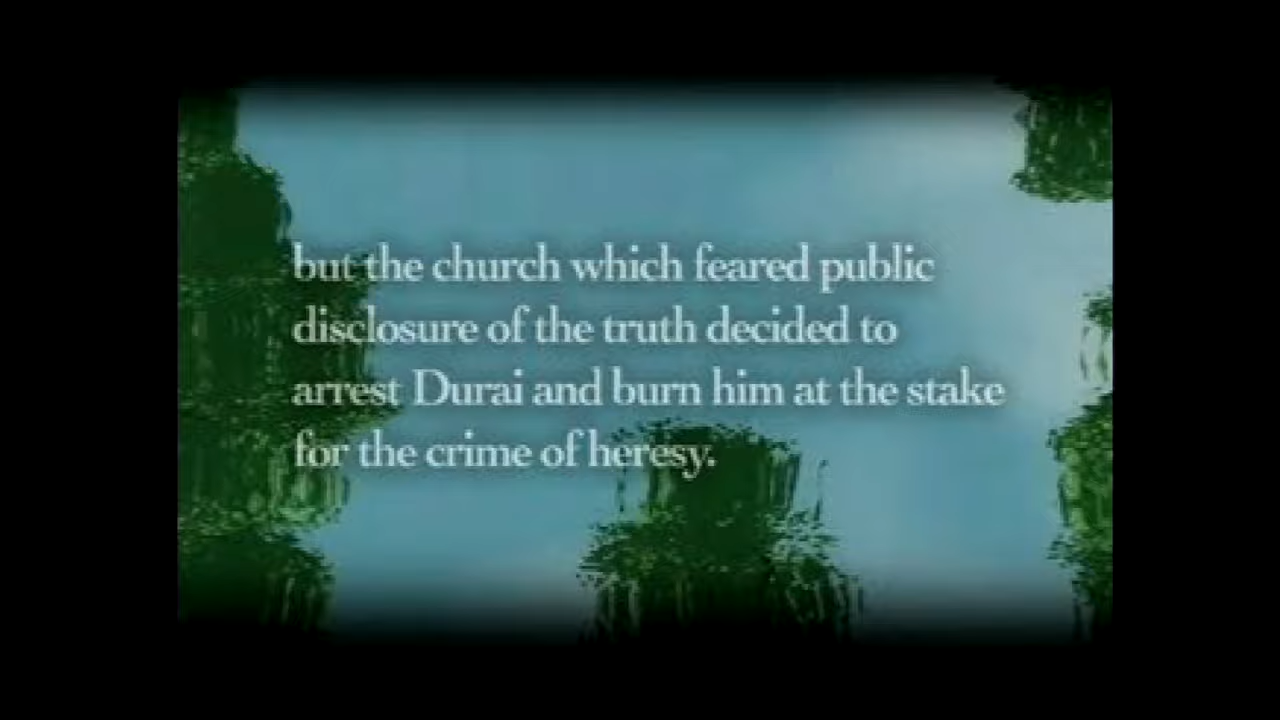 but the church which feared public
disclosure of the truth decided to
arrest Durai and burn him at the stake
for the crime of heresy.